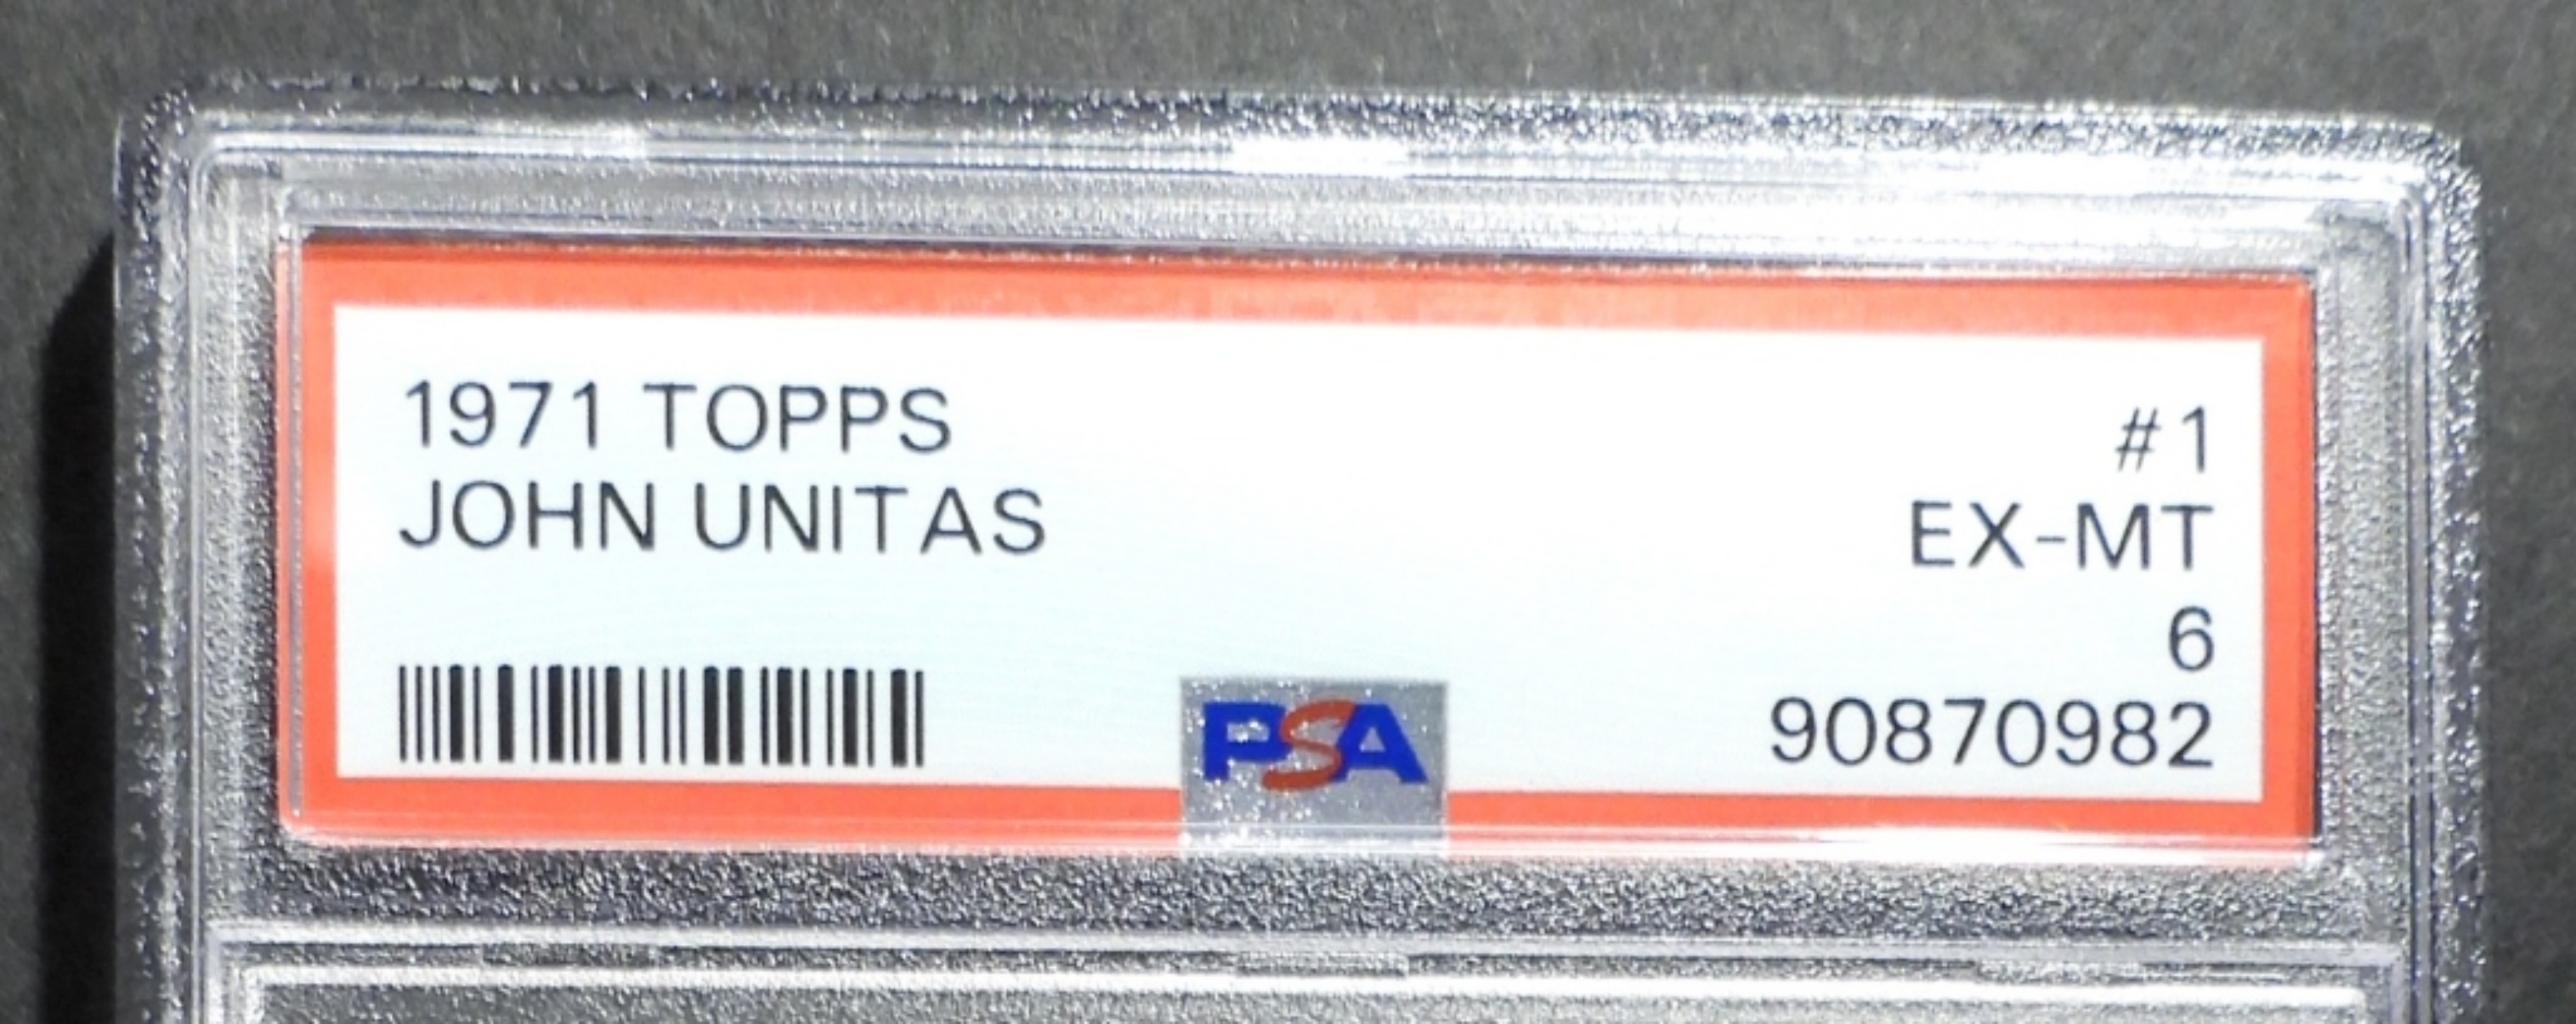 1971 TOPPS
JOHN UNITAS
#1
EX-MT
6
90870982
PSA